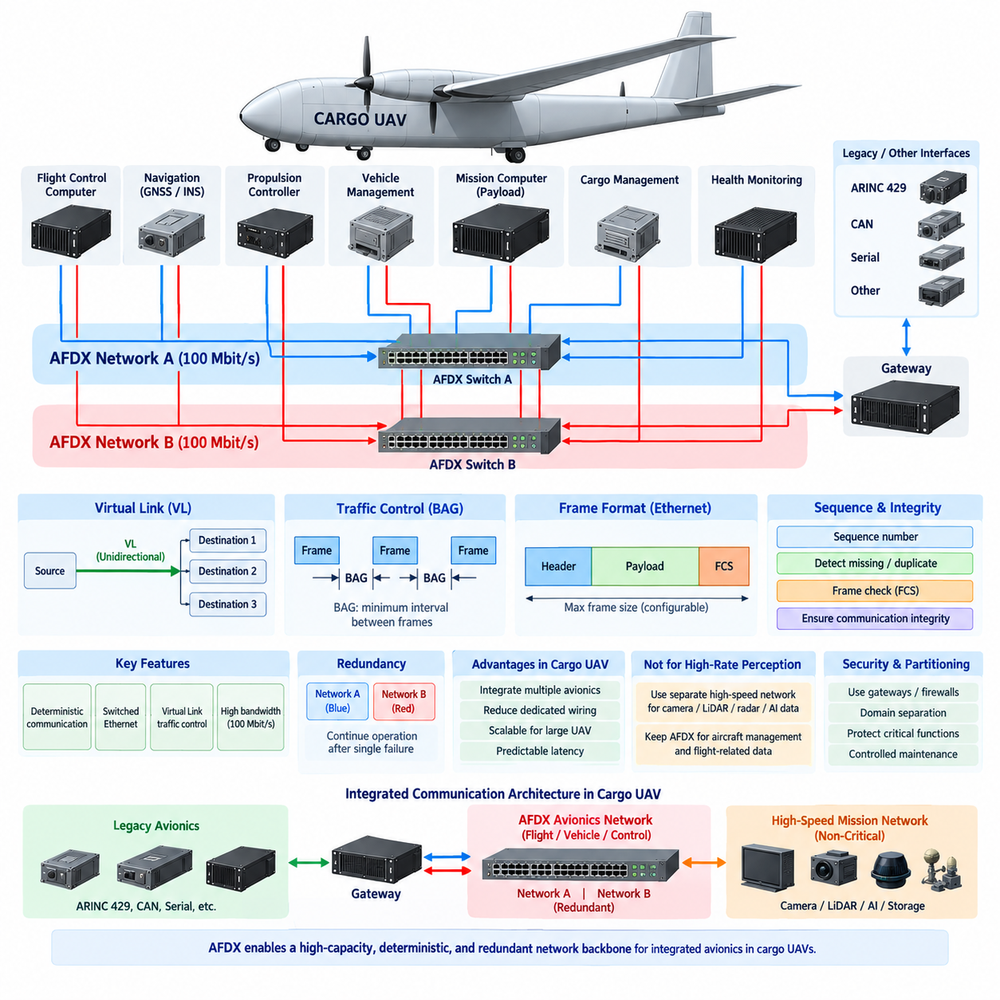 CARGO UAV
Flight Control
Computer
Navigation
(GNSS / INS)
Propulsion
Controller
Vehicle
Management
Mission Computer
(Payload)
Cargo Management
Health Monitoring
Legacy / Other Interfaces
ARINC 429
CAN
Serial
Other
AFDX Network A (100 Mbit/s)
AFDX Switch A
Gateway
AFDX Network B (100 Mbit/s)
AFDX Switch B
Virtual Link (VL)
Source
VL
(Unidirectional)
Destination 1
Destination 2
Destination 3
Traffic Control (BAG)
Frame
Frame
Frame
BAG
BAG
BAG: minimum interval
between frames
Frame Format (Ethernet)
Header
Payload
FCS
Max frame size (configurable)
Sequence & Integrity
Sequence number
Detect missing / duplicate
Frame check (FCS)
Ensure communication integrity
Key Features
Deterministic
communication
Switched
Ethernet
Virtual Link
traffic control
High bandwidth
(100 Mbit/s)
Redundancy
Network A
(Blue)
Network B
(Red)
Continue operation
after single failure
Advantages in Cargo UAV
Integrate multiple avionics
Reduce dedicated wiring
Scalable for large UAV
Predictable latency
Not for High-Rate Perception
Use separate high-speed network
for camera / LiDAR / radar / AI data
Keep AFDX for aircraft management
and flight-related data
Security & Partitioning
Use gateways / firewalls
Domain separation
Protect critical functions
Controlled maintenance
Integrated Communication Architecture in Cargo UAV
Legacy Avionics
ARINC 429, CAN, Serial, etc.
Gateway
AFDX Avionics Network
(Flight / Vehicle / Control)
Network A | Network B
(Redundant)
High-Speed Mission Network
(Non-Critical)
Camera / LiDAR / AI / Storage
AFDX enables a high-capacity, deterministic, and redundant network backbone for integrated avionics in cargo UAVs.